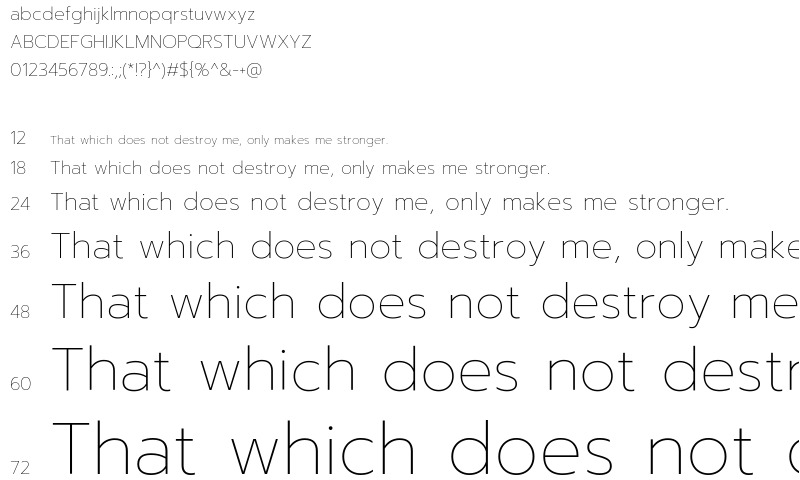 abcdefghijklmnopqrstuvwxyz
ABCDEFGHIJKLMNOPQRSTUVWXYZ
0123456789.:,;(*!?}^)#${%^&-+@
12 That which does not destroy me, only makes me stronger.
18 That which does not destroy me, only makes me stronger.
24 That which does not destroy me, only makes me stronger.
36 That which does not destroy me, only make
48 That which does not destroy me
60 That which does not destr
72 That which does not